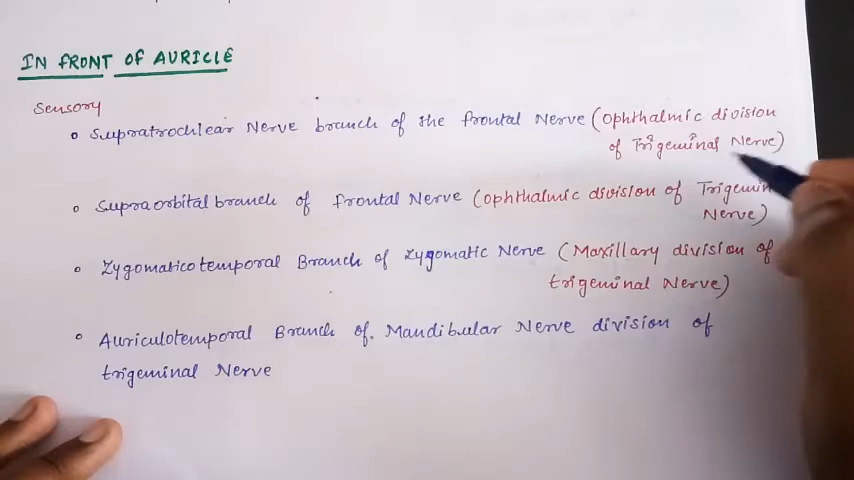 IN FRONT OF AURICLE
Sensory
Supratrochlear Nerve branch of the frontal Nerve (Ophthalmic division
of Trigeminal Nerve)
Supraorbital branch of frontal Nerve (ophthalmic division of Trigemin
Nerve)
Zygomaticotemporal Branch of Zygomatic Nerve (Maxillary division of
trigeminal Nerve)
Auriculotemporal Branch of. Mandibular Nerve division of
trigeminal Nerve